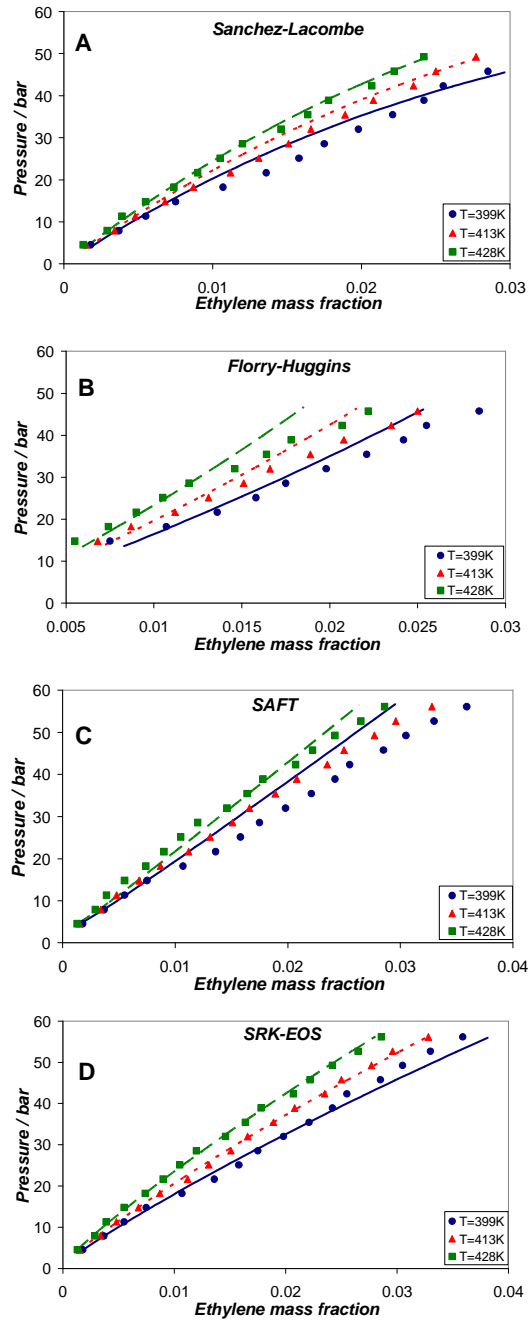 A
Sanchez-Lacombe
Pressure / bar
60
50
40
30
20
10
0
T=399K
T=413K
T=428K
0 0.01 0.02 0.03
Ethylene mass fraction
B
Florry-Huggins
Pressure / bar
60
50
40
30
20
10
0
T=399K
T=413K
T=428K
0.005 0.01 0.015 0.02 0.025 0.03
Ethylene mass fraction
C
SAFT
Pressure / bar
60
50
40
30
20
10
0
T=399K
T=413K
T=428K
0 0.01 0.02 0.03 0.04
Ethylene mass fraction
D
SRK-EOS
Pressure / bar
60
50
40
30
20
10
0
T=399K
T=413K
T=428K
0 0.01 0.02 0.03 0.04
Ethylene mass fraction